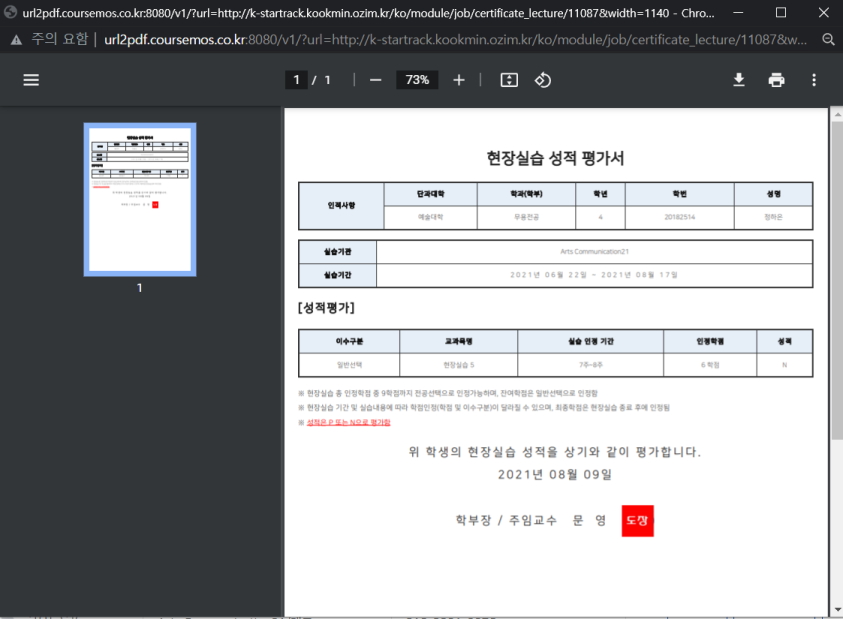 url2pdf.coursemos.co.kr:8080/v1/?url=http://k-startrack.kookmin.ozim.kr/ko/module/job/certificate_lecture/11087&width=1140 - Chro...
주의 요함 | url2pdf.coursemos.co.kr:8080/v1/?url=http://k-startrack.kookmin.ozim.kr/ko/module/job/certificate_lecture/11087&w...
1 / 1 | — 73% + |
1
현장실습 성적 평가서
인적사항 단과대학 학과(학부) 학년 학번 성명
예술대학 무용전공 4 20182514 정하은
실습기관 Arts Communication21
실습기간 2021년 06월 22일 ~ 2021년 08월 17일
[성적평가]
이수구분 교과목명 실습 인정 기간 인정학점 성적
일반선택 현장실습 5 7주~8주 6 학점 N
※ 현장실습 총 인정학점 중 9학점까지 전공선택으로 인정가능하며, 잔여학점은 일반선택으로 인정함
※ 현장실습 기간 및 실습내용에 따라 학점인정(학점 및 이수구분)이 달라질 수 있으며, 최종학점은 현장실습 종료 후에 인정됨
※ 성적은 P 또는 N으로 평가함
위 학생의 현장실습 성적을 상기와 같이 평가합니다.
2021년 08월 09일
학부장 / 주임교수 문 영 도장